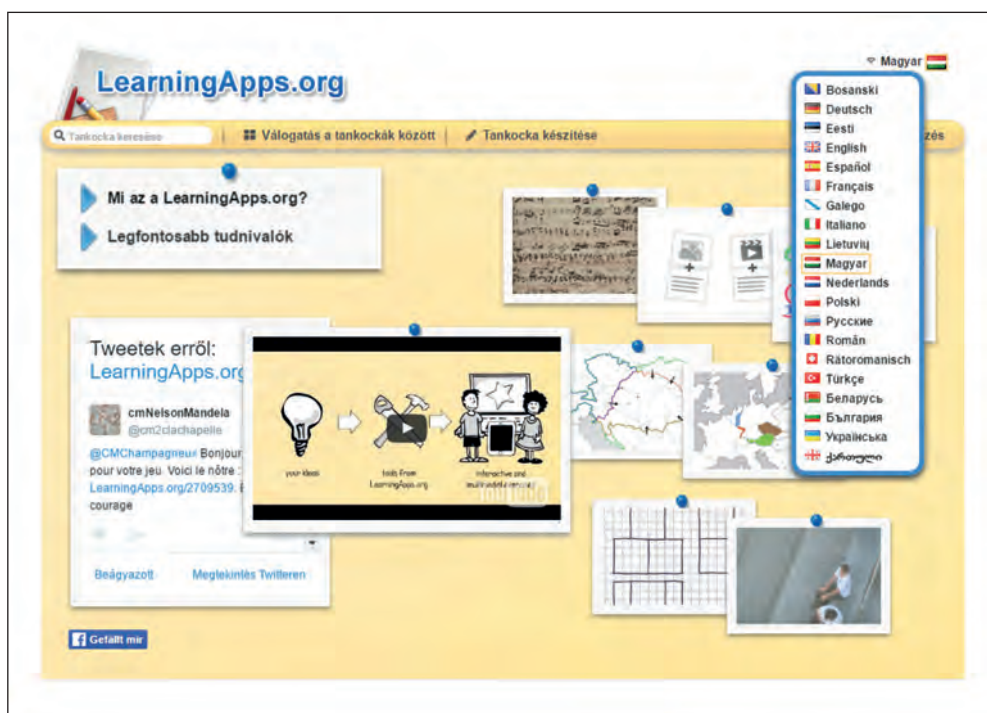 Magyar
LearningApps.org
Tankocka keresése
Válogatás a tankockák között
Tankocka készítése
zés
Bosanski
Deutsch
Eesti
English
Español
Français
Galego
Italiano
Lietuvių
Magyar
Nederlands
Polski
Русские
Român
Rätoromanisch
Türkçe
Беларусь
България
Українська
ქართული
Mi az a LearningApps.org?
Legfontosabb tudnivalók
Tweetek erről:
LearningApps.org
cmNelsonMandela
@cm2clachapelle
@CMChampagneux Bonjour
pour votre jeu. Voici le nôtre :
LearningApps.org/2709539.
courage
Beágyazott
Megtekintés Twitteren
your ideas
tools from
LearningApps.org
interactive and
YouTube
Gefällt mir